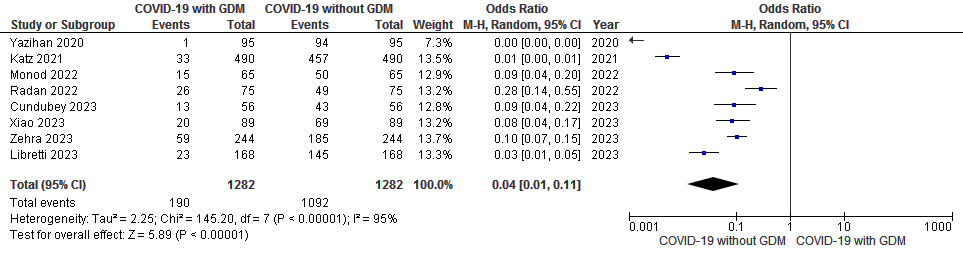 COVID-19 with GDM COVID-19 without GDM Odds Ratio Odds Ratio
Study or Subgroup Events Total Events Total Weight M-H, Random, 95% CI Year M-H, Random, 95% CI
Yazihan 2020 1 95 94 95 7.3% 0.00 [0.00, 0.00] 2020
Katz 2021 33 490 457 490 13.5% 0.01 [0.00, 0.01] 2021
Monod 2022 15 65 50 65 13.0% 0.09 [0.04, 0.20] 2022
Radan 2022 26 75 49 75 13.3% 0.28 [0.14, 0.55] 2022
Cundubey 2023 13 56 43 56 12.8% 0.09 [0.04, 0.22] 2023
Xiao 2023 20 89 69 89 13.2% 0.08 [0.04, 0.17] 2023
Zehra 2023 59 244 185 244 13.7% 0.10 [0.07, 0.15] 2023
Libretti 2023 23 168 145 168 13.3% 0.03 [0.01, 0.05] 2023
Total (95% CI) 1282 1282 100.0% 0.04 [0.01, 0.11]
Total events 190 1092
Heterogeneity: Tau² = 2.25; Chi² = 145.20, df = 7 (P < 0.00001); I² = 95%
Test for overall effect: Z = 5.89 (P < 0.00001)
0.001 0.1 1 10 1000
COVID-19 without GDM COVID-19 with GDM